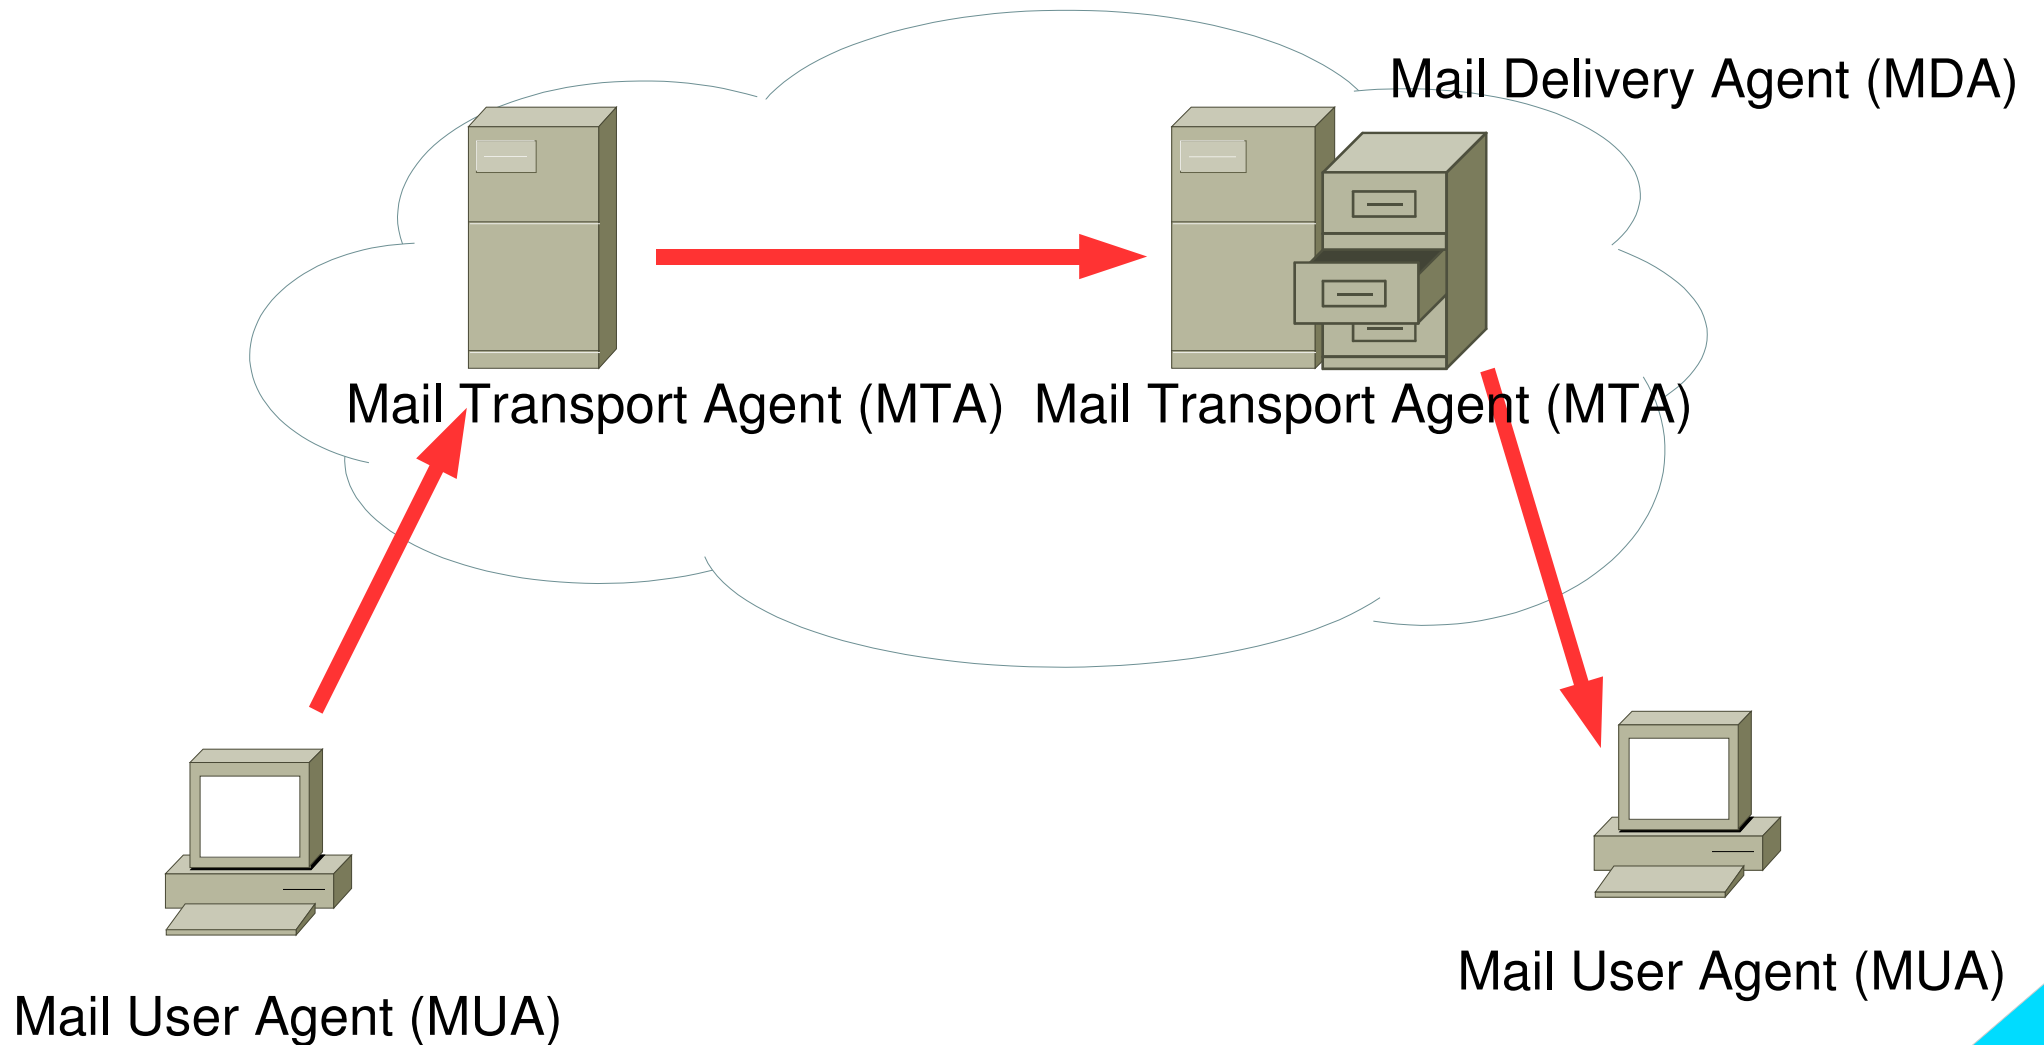 Mail Delivery Agent (MDA)
Mail Transport Agent (MTA)
Mail Transport Agent (MTA)
Mail User Agent (MUA)
Mail User Agent (MUA)